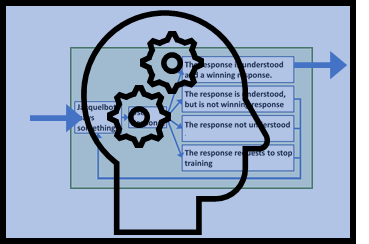 The response is understood
and a winning response.
The response is understood,
but is not winning response
something
The response not understood
The response requests to stop
training